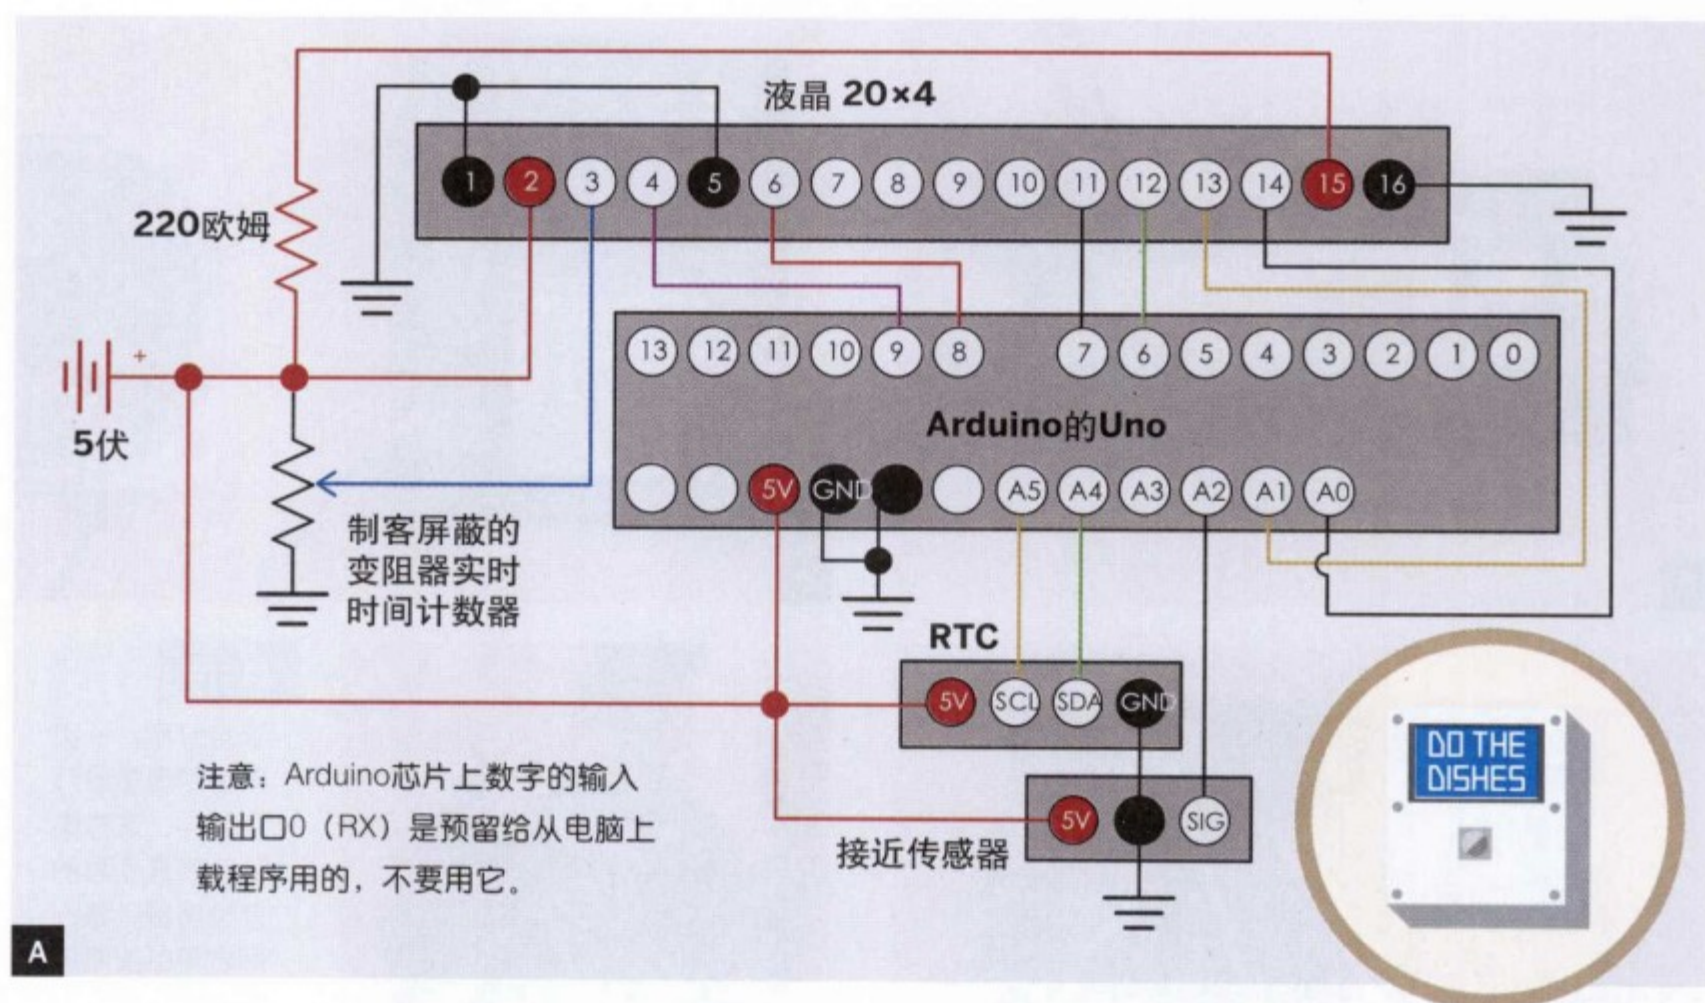 液晶 20×4
1 2 3 4 5 6 7 8 9 10 11 12 13 14 15 16
220欧姆
+
5伏
13 12 11 10 9 8 7 6 5 4 3 2 1 0
Arduino的Uno
5V GND A5 A4 A3 A2 A1 A0
制客屏蔽的
变阻器实时
时间计数器
RTC
5V SCL SDA GND
5V SIG
接近传感器
注意：Arduino芯片上数字的输入
输出口0（RX）是预留给从电脑上
载程序用的，不要用它。
DO THE
DISHES
A